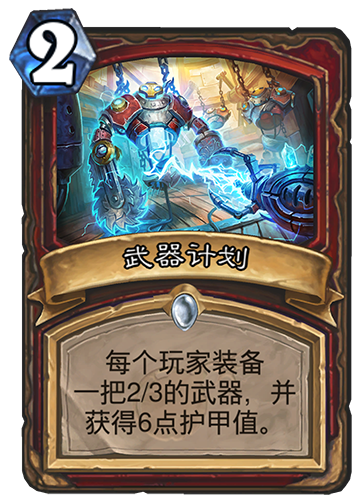 2
武器计划
每个玩家装备
一把2/3的武器，并
获得6点护甲值。